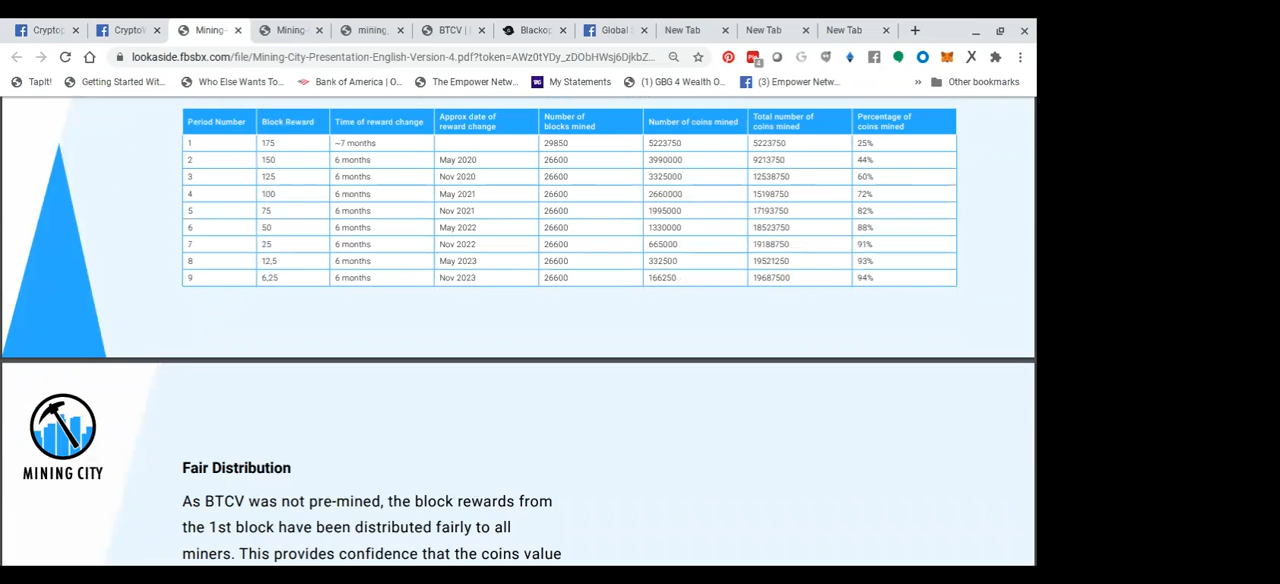 Cryptop
CryptoV
Mining-
Mining-
mining_
BTCV |
Blackop
Global S
New Tab
New Tab
New Tab
lookaside.fbsbx.com/file/Mining-City-Presentation-English-Version-4.pdf?token=AWz0tYDy_zDObHWsj6DjkbZ...
Tapit!
Getting Started Wit...
Who Else Wants To...
Bank of America | O...
The Empower Netw...
My Statements
(1) GBG 4 Wealth O...
(3) Empower Netw...
»
Other bookmarks
Period Number Block Reward Time of reward change Approx date of reward change Number of blocks mined Number of coins mined Total number of coins mined Percentage of coins mined
1 175 ~7 months 29850 5223750 5223750 25%
2 150 6 months May 2020 26600 3990000 9213750 44%
3 125 6 months Nov 2020 26600 3325000 12538750 60%
4 100 6 months May 2021 26600 2660000 15198750 72%
5 75 6 months Nov 2021 26600 1995000 17193750 82%
6 50 6 months May 2022 26600 1330000 18523750 88%
7 25 6 months Nov 2022 26600 665000 19188750 91%
8 12,5 6 months May 2023 26600 332500 19521250 93%
9 6,25 6 months Nov 2023 26600 166250 19687500 94%
MINING CITY
Fair Distribution
As BTCV was not pre-mined, the block rewards from
the 1st block have been distributed fairly to all
miners. This provides confidence that the coins value